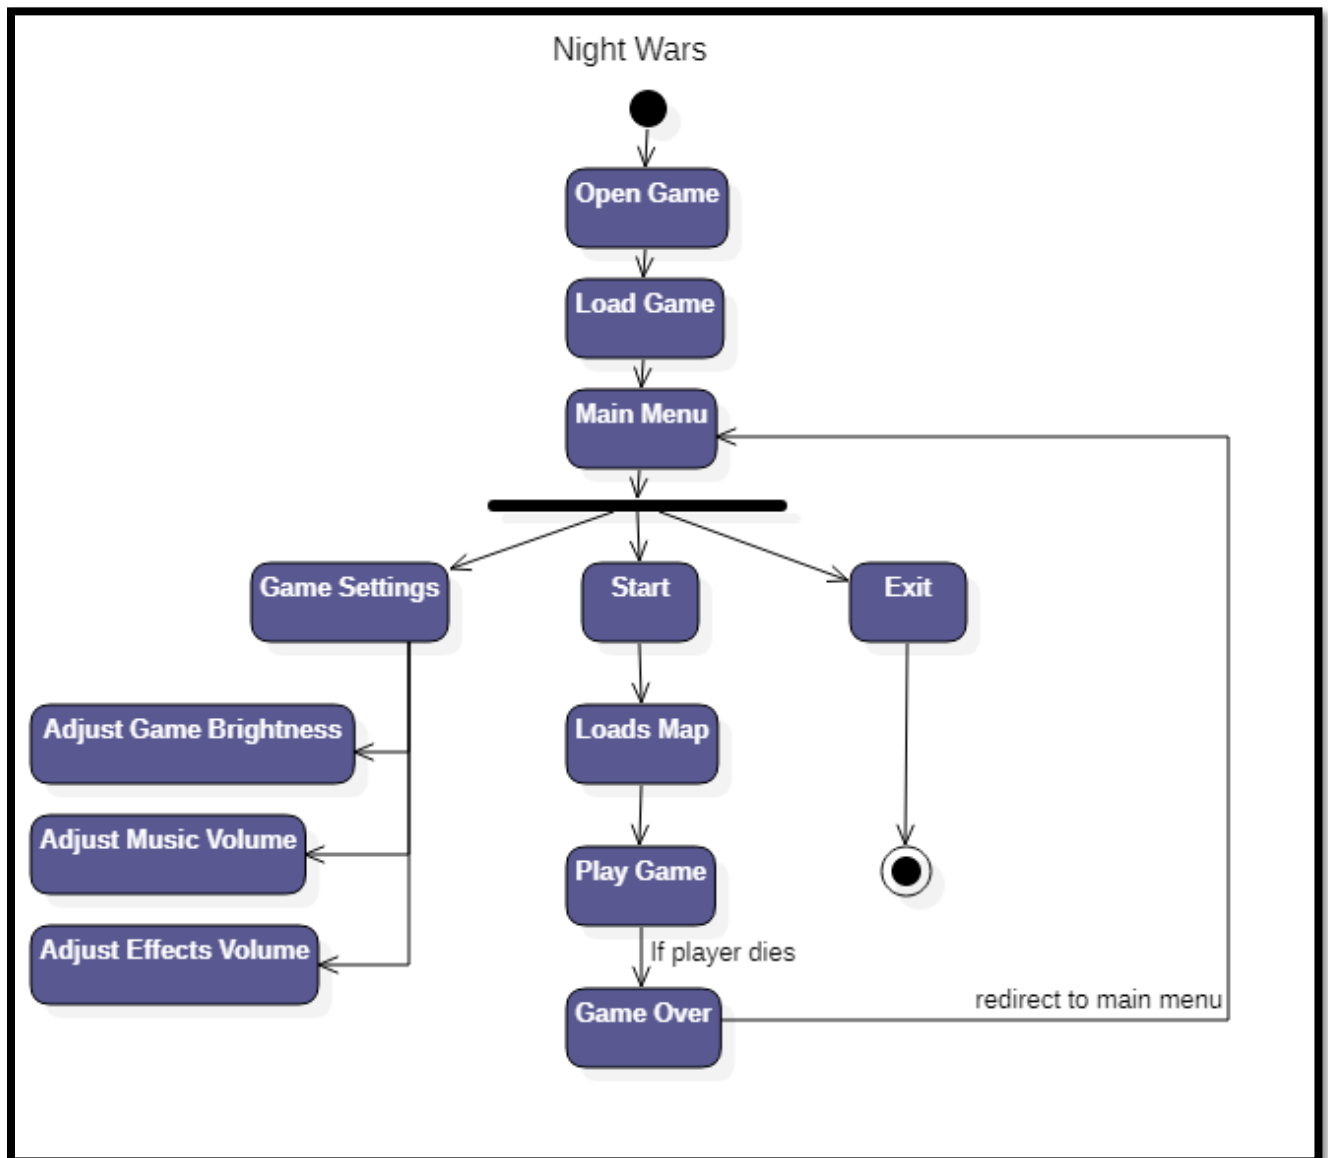 Night Wars
Open Game
Load Game
Main Menu
Game Settings
Start
Exit
Adjust Game Brightness
Loads Map
Adjust Music Volume
Play Game
Adjust Effects Volume
If player dies
redirect to main menu
Game Over